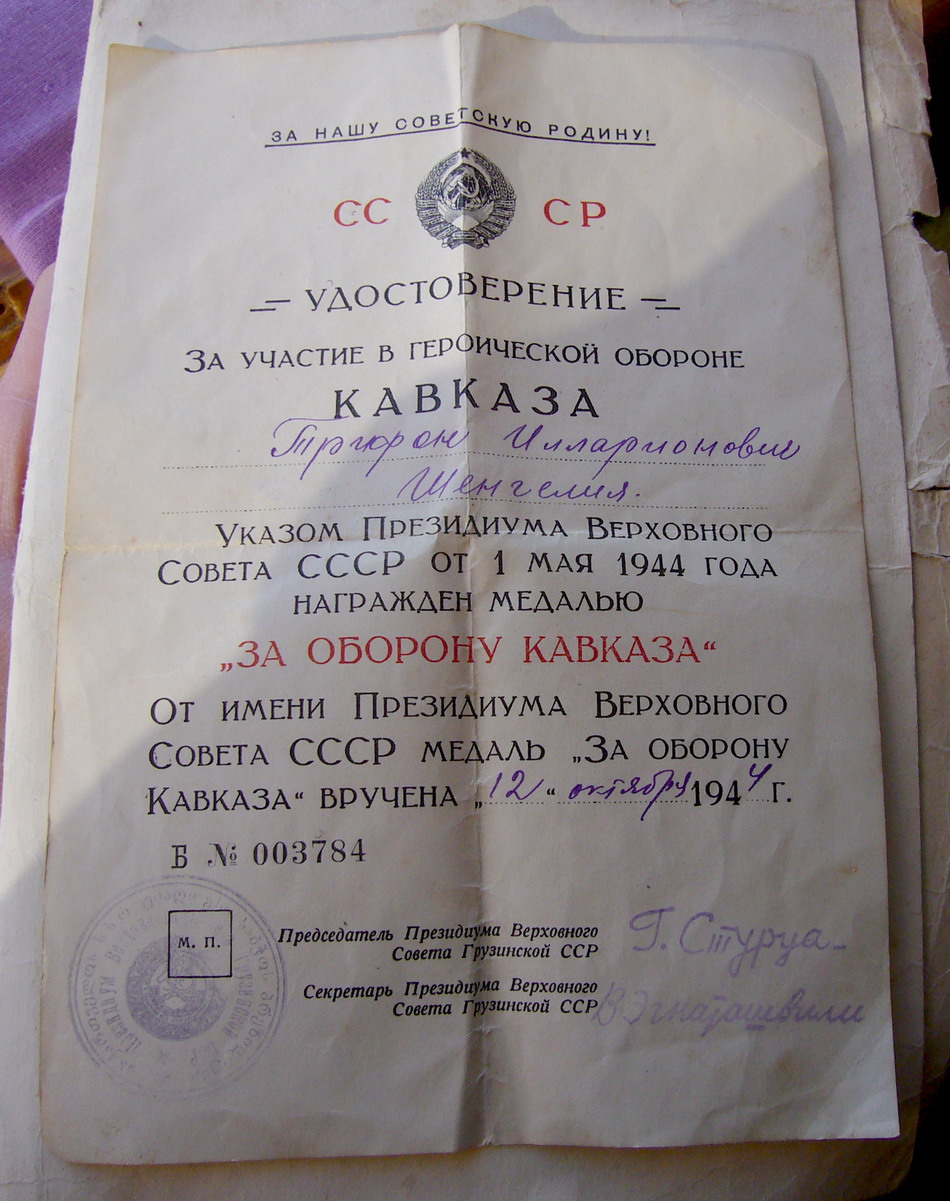 ЗА НАШУ СОВЕТСКУЮ РОДИНУ!
СС СР
УДОСТОВЕРЕНИЕ
ЗА УЧАСТИЕ В ГЕРОИЧЕСКОЙ ОБОРОНЕ
КАВКАЗА
Трифон Илларионович
Шенгелия.
УКАЗОМ ПРЕЗИДИУМА ВЕРХОВНОГО
СОВЕТА СССР ОТ 1 МАЯ 1944 ГОДА
НАГРАЖДЕН МЕДАЛЬЮ
„ЗА ОБОРОНУ КАВКАЗА“
ОТ ИМЕНИ ПРЕЗИДИУМА ВЕРХОВНОГО
СОВЕТА СССР МЕДАЛЬ „ЗА ОБОРОНУ
КАВКАЗА“ ВРУЧЕНА „12“ октября 1944 г.
Б № 003784
М. П.
Председатель Президиума Верховного
Совета Грузинской ССР
Г. Стуруа
Секретарь Президиума Верховного
Совета Грузинской ССР
В Эгнаташвили